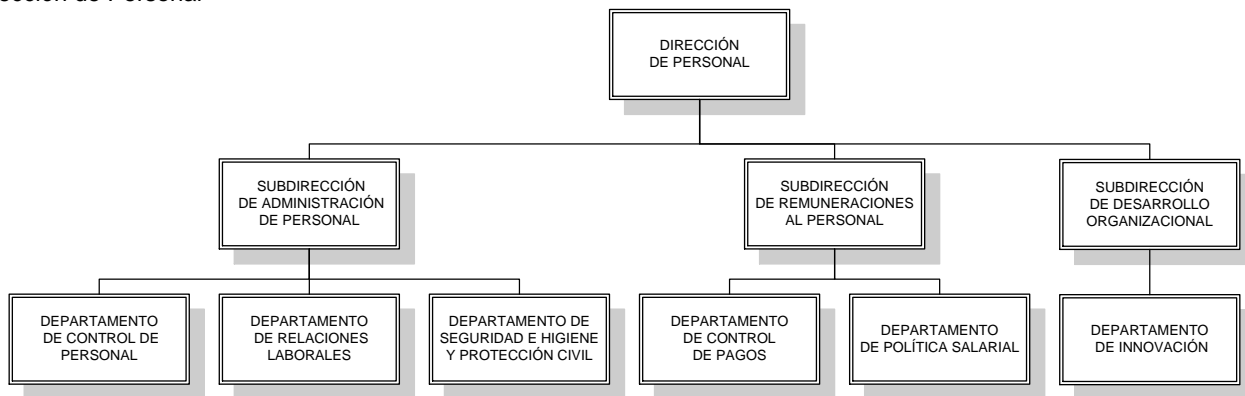 de Personal
DIRECCIÓN
DE PERSONAL
SUBDIRECCIÓN
DE ADMINISTRACIÓN
DE PERSONAL
SUBDIRECCIÓN
DE REMUNERACIONES
AL PERSONAL
SUBDIRECCIÓN
DE DESARROLLO
ORGANIZACIONAL
DEPARTAMENTO
DE CONTROL DE
PERSONAL
DEPARTAMENTO
DE RELACIONES
LABORALES
DEPARTAMENTO DE
SEGURIDAD E HIGIENE
Y PROTECCIÓN CIVIL
DEPARTAMENTO
DE CONTROL
DE PAGOS
DEPARTAMENTO
DE POLÍTICA SALARIAL
DEPARTAMENTO
DE INNOVACIÓN